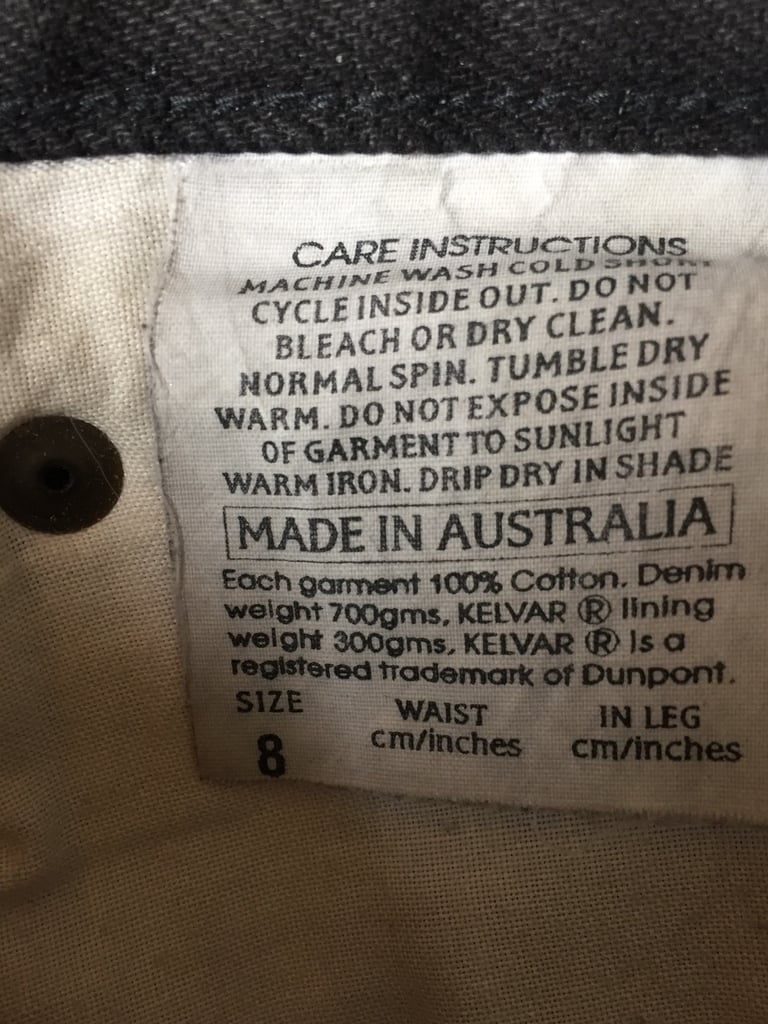 CARE INSTRUCTIONS
MACHINE WASH COLD SHORT
CYCLE INSIDE OUT. DO NOT
BLEACH OR DRY CLEAN.
NORMAL SPIN. TUMBLE DRY
WARM. DO NOT EXPOSE INSIDE
OF GARMENT TO SUNLIGHT
WARM IRON. DRIP DRY IN SHADE
MADE IN AUSTRALIA
Each garment 100% Cotton. Denim
weight 700gms, KELVAR ® lining
weight 300gms, KELVAR ® is a
registered trademark of Dunpont.
SIZE WAIST IN LEG
8 cm/inches cm/inches